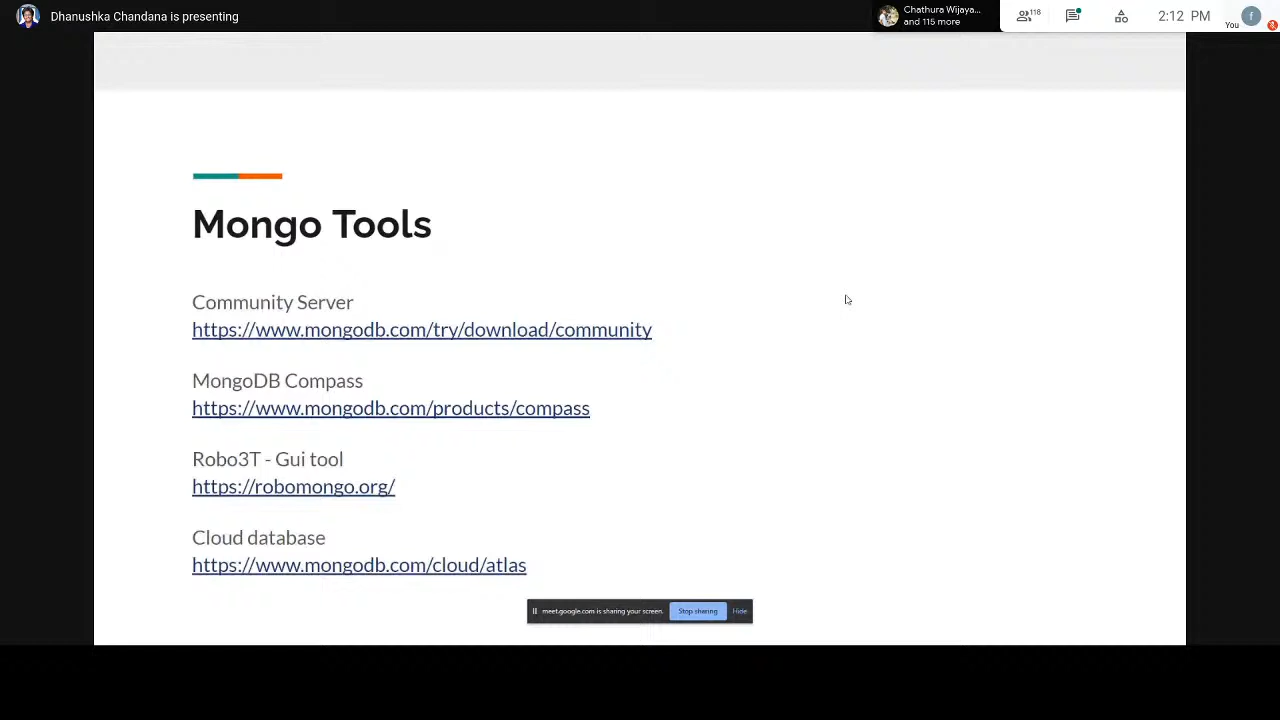 Dhanushka Chandana is presenting
Chathura Wijaya...
and 115 more
118
2:12 PM
You
f
Mongo Tools
Community Server
https://www.mongodb.com/try/download/community
MongoDB Compass
https://www.mongodb.com/products/compass
Robo3T - Gui tool
https://robomongo.org/
Cloud database
https://www.mongodb.com/cloud/atlas
meet.google.com is sharing your screen.
Stop sharing
Hide